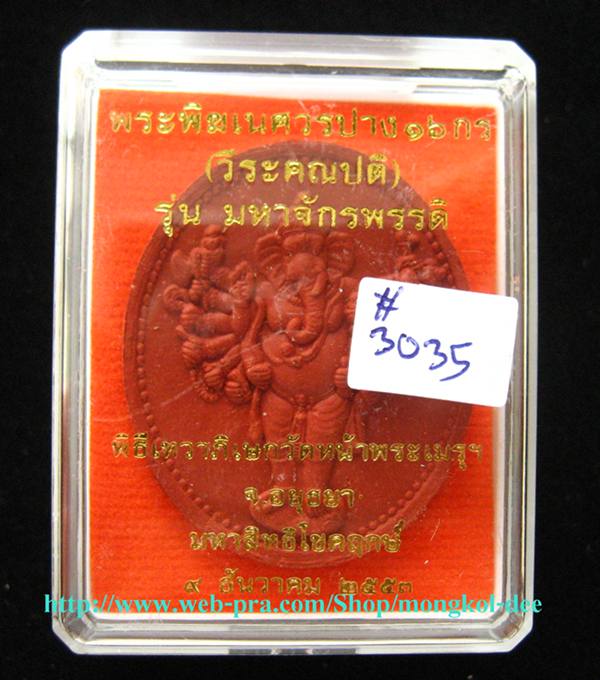 พระพิฆเนศวรปาง๑๖กร
(วีระคณปติ)
รุ่น มหาจักรพรรดิ
#
3035
พิธีเทวาภิเษกวัดหน้าพระเมรุฯ
จ.อยุธยา
มหาสิทธิโชคฤกษ์
๙ ธันวาคม ๒๕๕๓
http://www.web-pra.com/Shop/mongkol-dee